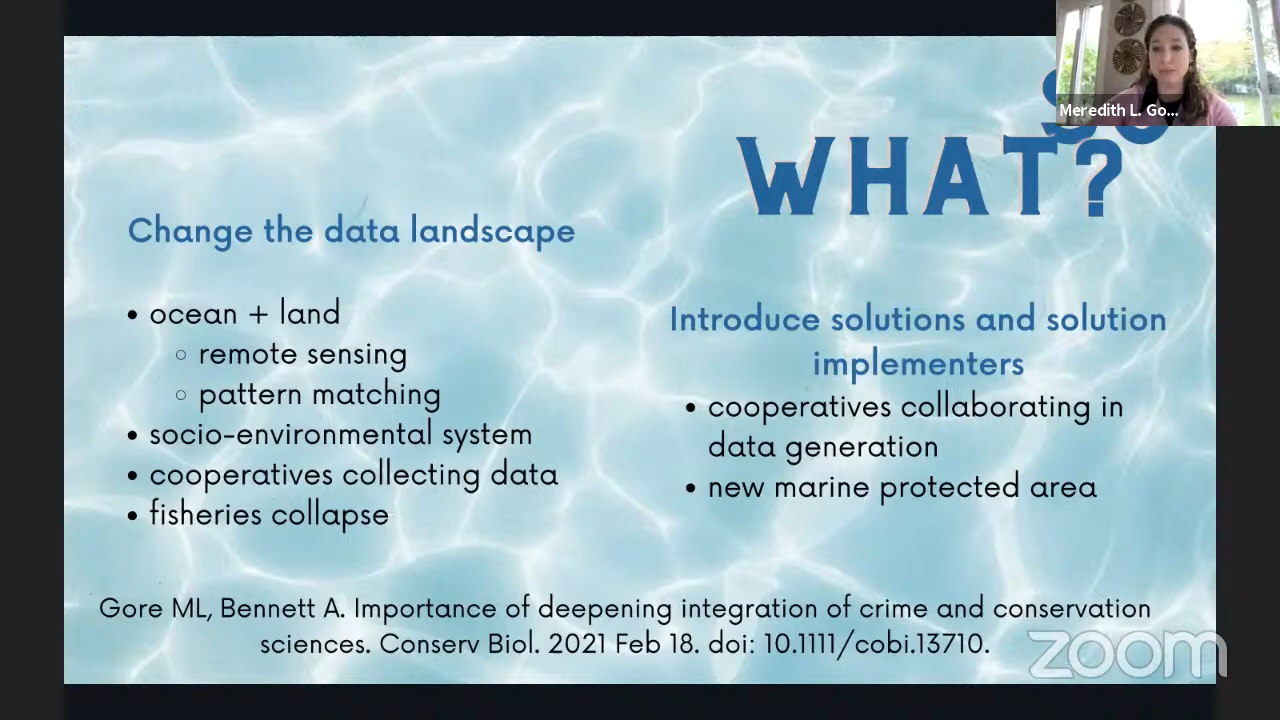 Meredith L. Go...
WHAT?
Change the data landscape
• ocean + land
○ remote sensing
○ pattern matching
• socio-environmental system
• cooperatives collecting data
• fisheries collapse
Introduce solutions and solution
implementers
• cooperatives collaborating in
data generation
• new marine protected area
Gore ML, Bennett A. Importance of deepening integration of crime and conservation
sciences. Conserv Biol. 2021 Feb 18. doi: 10.1111/cobi.13710.
zoom